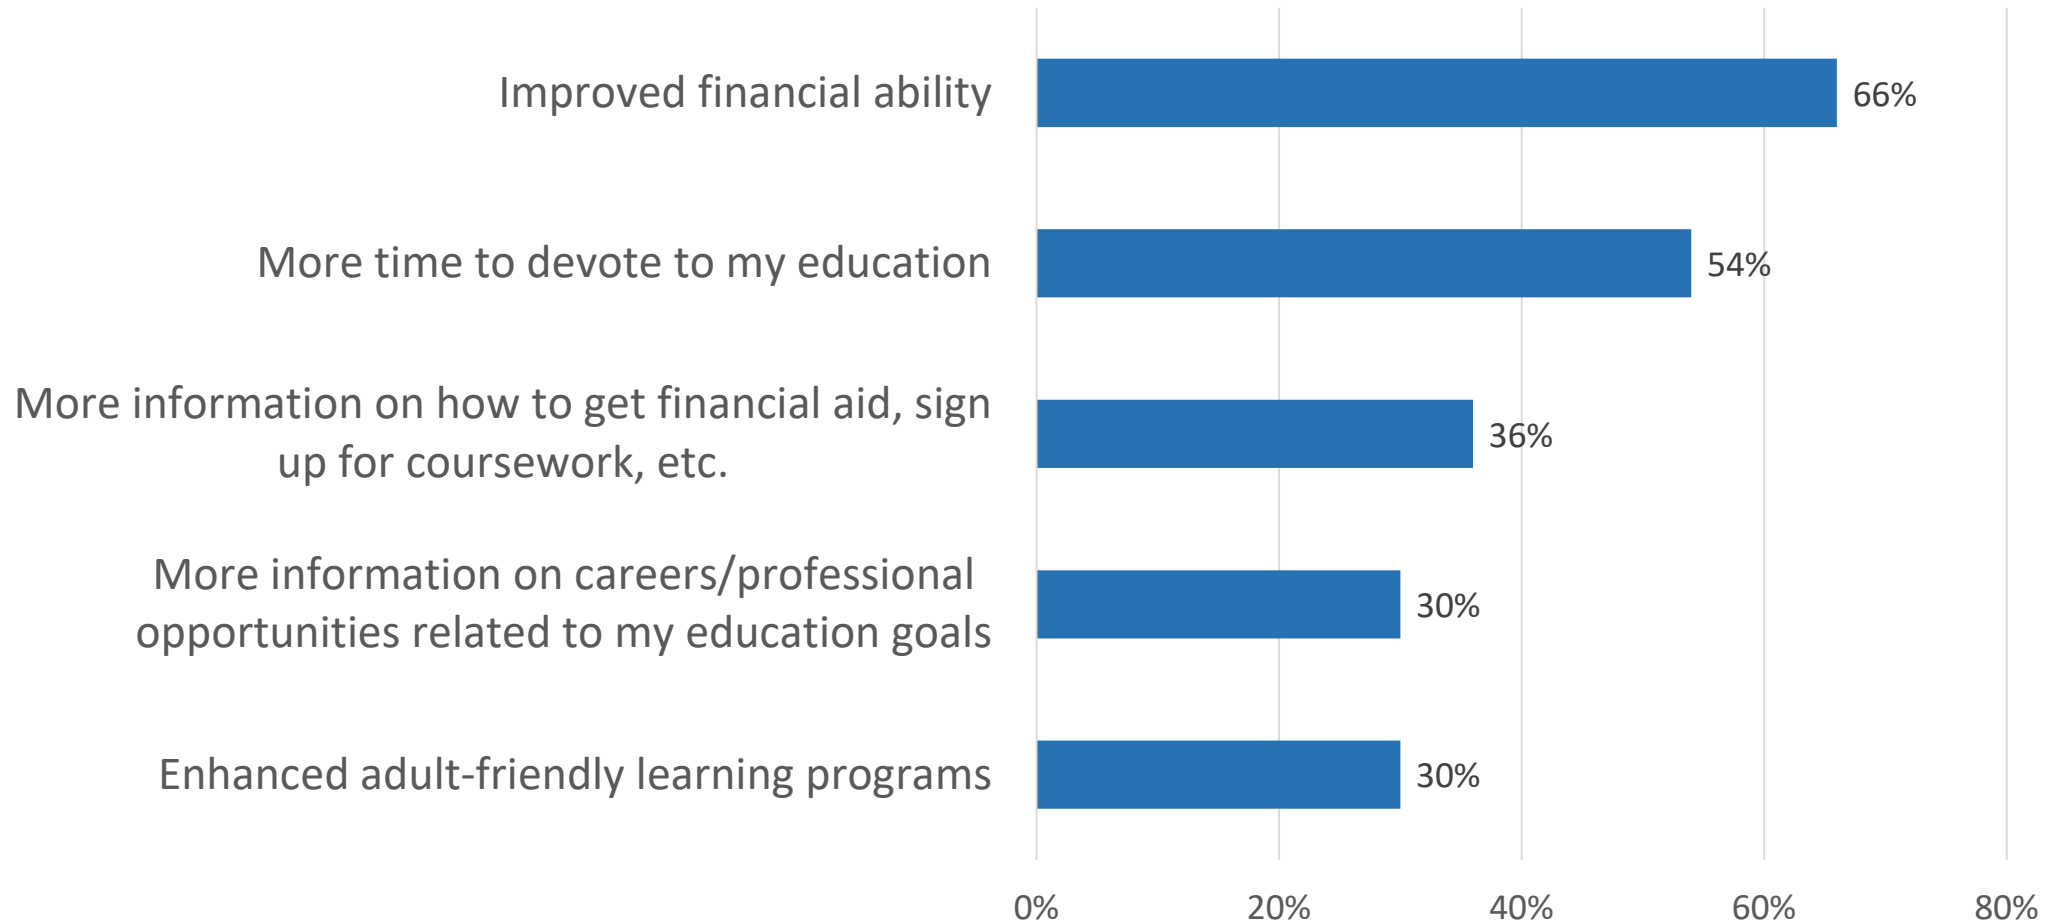 Improved financial ability
66%
More time to devote to my education
54%
More information on how to get financial aid, sign
up for coursework, etc.
36%
More information on careers/professional
opportunities related to my education goals
30%
Enhanced adult-friendly learning programs
30%
0% 20% 40% 60% 80%